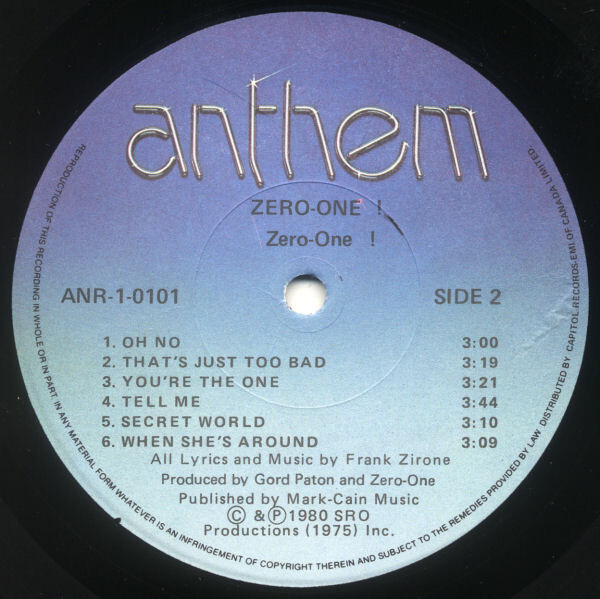 anthem
ZERO-ONE !
Zero-One !
ANR-1-0101 SIDE 2
1. OH NO 3:00
2. THAT'S JUST TOO BAD 3:19
3. YOU'RE THE ONE 3:21
4. TELL ME 3:44
5. SECRET WORLD 3:10
6. WHEN SHE'S AROUND 3:09
All Lyrics and Music by Frank Zirone
Produced by Gord Paton and Zero-One
Published by Mark-Cain Music
© & ℗ 1980 SRO
Productions (1975) Inc.
REPRODUCTION OF THIS RECORDING IN WHOLE OR IN PART, IN ANY MATERIAL FORM WHATEVER IS AN INFRINGEMENT OF COPYRIGHT THEREIN AND SUBJECT TO THE REMEDIES PROVIDED BY LAW DISTRIBUTED BY CAPITOL RECORDS-EMI OF CANADA LIMITED.